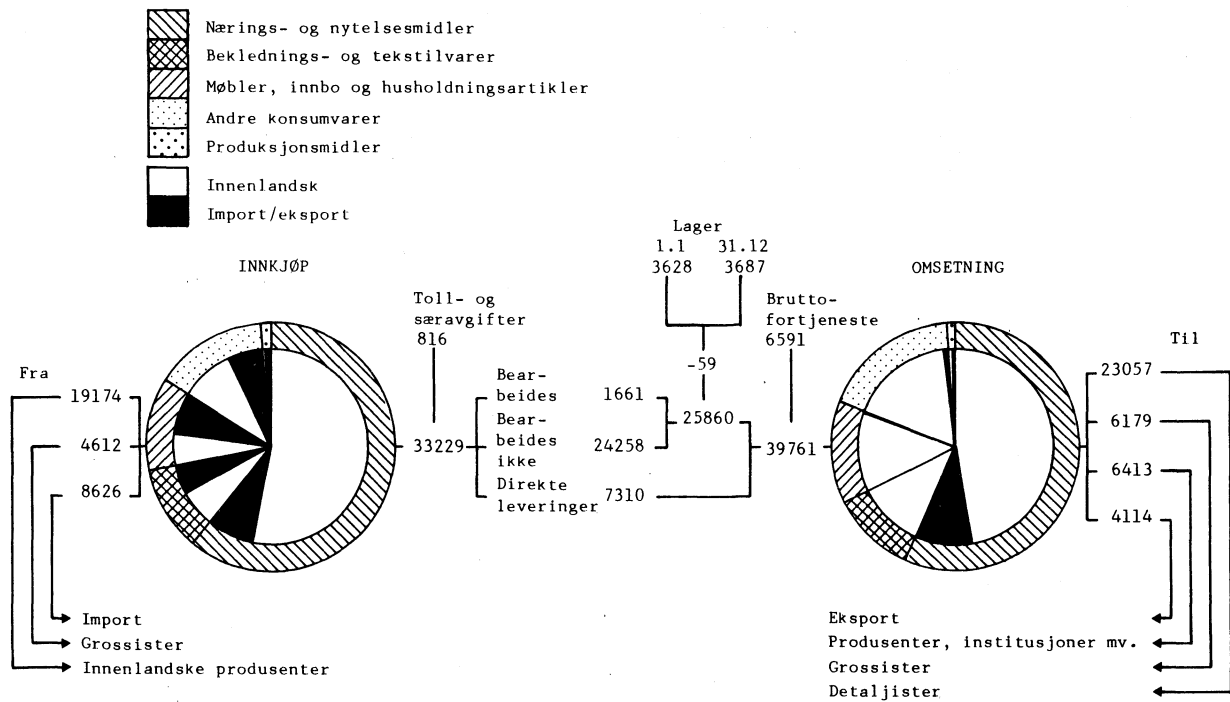 Nærings- og nytelsesmidler
Beklednings- og tekstilvarer
Møbler, innbo og husholdningsartikler
Andre konsumvarer
Produksjonsmidler
Innenlandsk
Import/eksport
Lager
1.1 31.12
3628 3687
INNKJØP
OMSETNING
Toll- og
særavgifter
816
Brutto-
fortjeneste
6591
-59
Fra
19174
4612
8626
33229
Bear-
beides 1661
Bear-
beides
ikke 24258
Direkte
leveringer 7310
25860
39761
Til
23057
6179
6413
4114
Import
Grossister
Innenlandske produsenter
Eksport
Produsenter, institusjoner mv.
Grossister
Detaljister